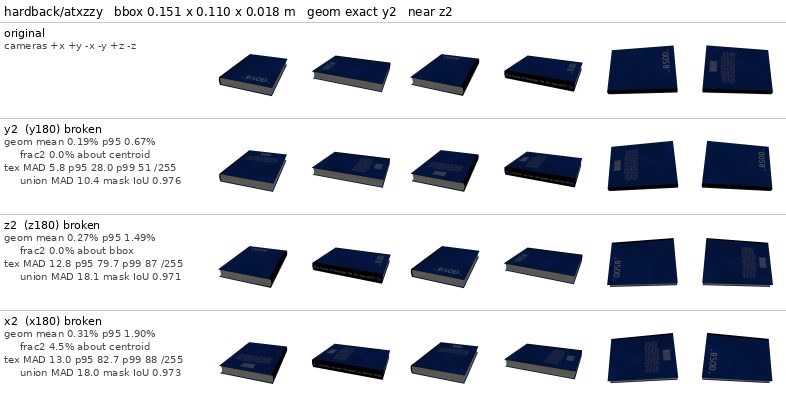 hardback/atxzzy   bbox 0.151 x 0.110 x 0.018 m   geom exact y2   near z2
original
cameras +x +y -x -y +z -z
.BSOD.
.BSOD.
y2  (y180) broken
geom mean 0.19% p95 0.67%
frac2 0.0% about centroid
tex MAD 5.8 p95 28.0 p99 51 /255
union MAD 10.4 mask IoU 0.976
.BSOD.
z2  (z180) broken
geom mean 0.27% p95 1.49%
frac2 0.0% about bbox
tex MAD 12.8 p95 79.7 p99 87 /255
union MAD 18.1 mask IoU 0.971
.BSOD.
.BSOD.
x2  (x180) broken
geom mean 0.31% p95 1.90%
frac2 4.5% about centroid
tex MAD 13.0 p95 82.7 p99 88 /255
union MAD 18.0 mask IoU 0.973
.BSOD.